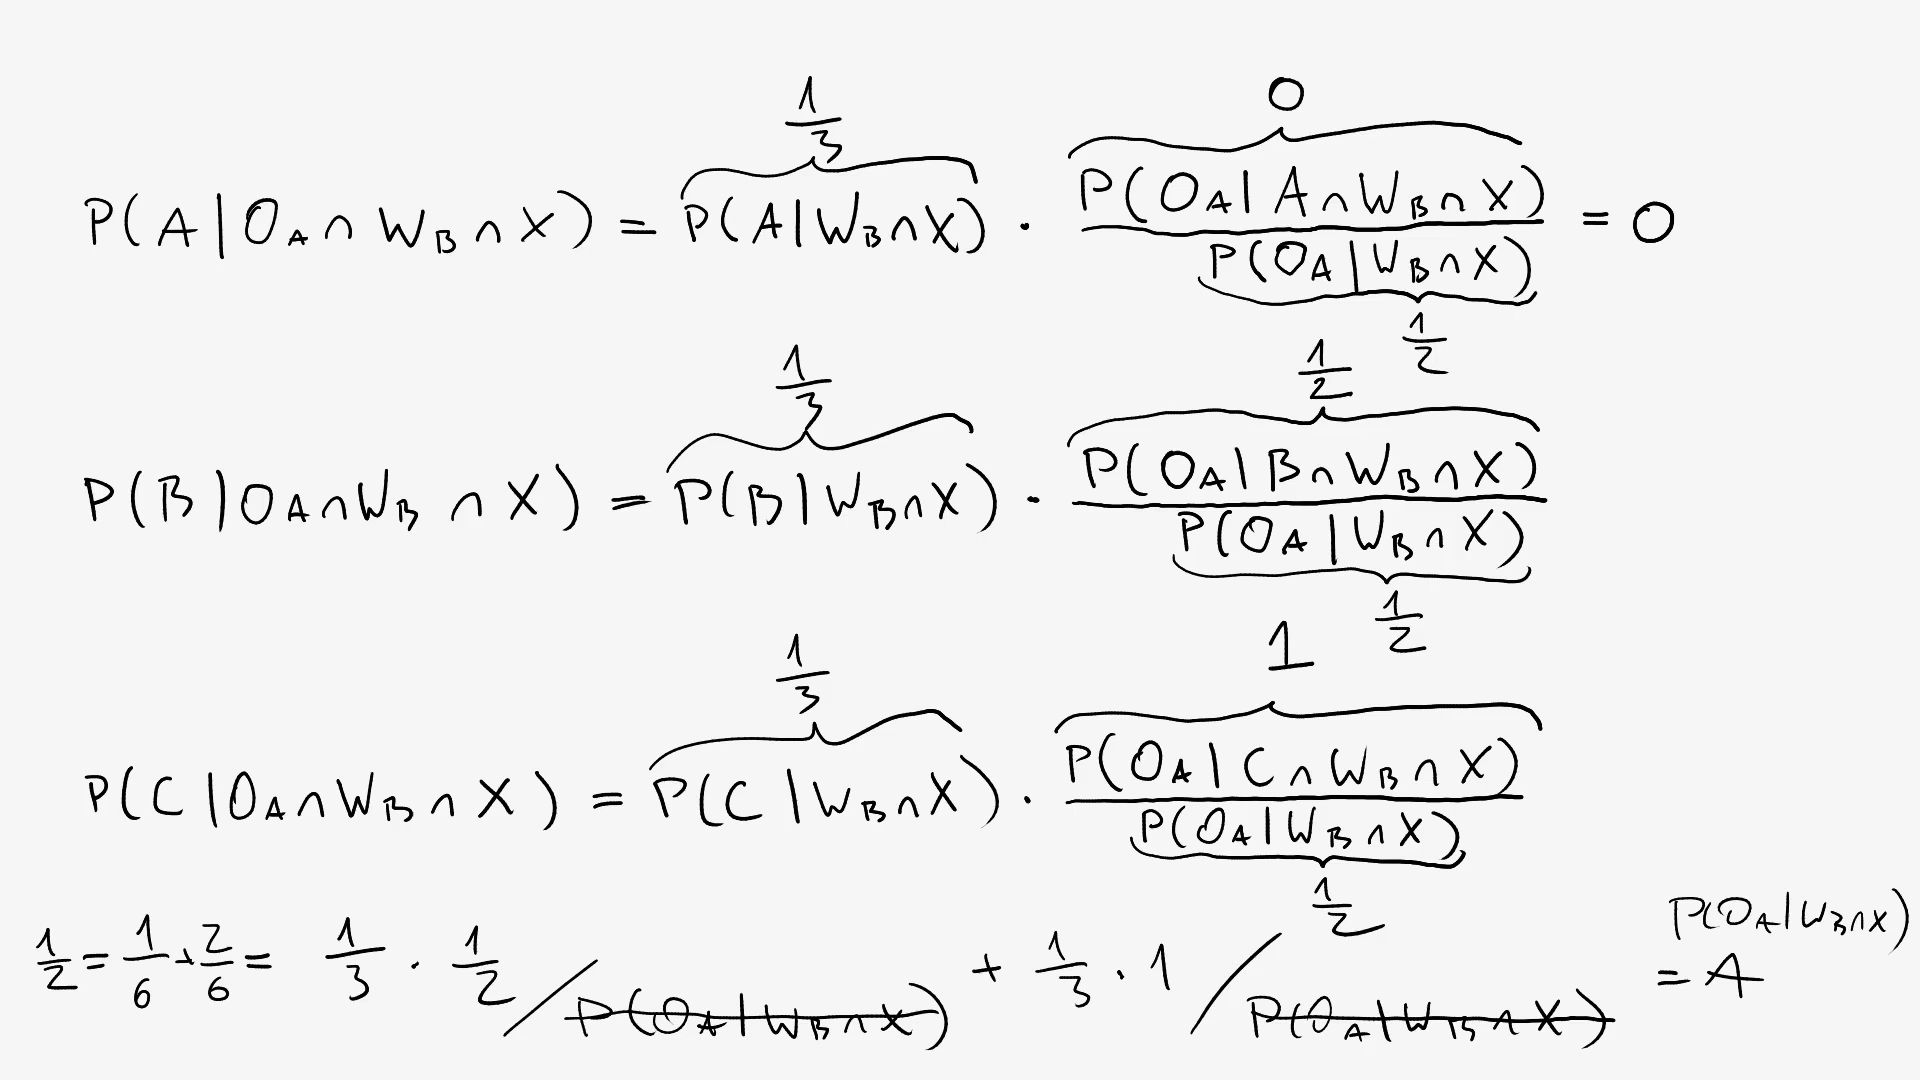 P(A|O_A ∩ W_B ∩ X) = P(A|W_B ∩ X) · P(O_A|A ∩ W_B ∩ X) / P(O_A|W_B ∩ X) = 0
1/3
0
1/2
P(B|O_A ∩ W_B ∩ X) = P(B|W_B ∩ X) · P(O_A|B ∩ W_B ∩ X) / P(O_A|W_B ∩ X)
1/3
1/2
1/2
P(C|O_A ∩ W_B ∩ X) = P(C|W_B ∩ X) · P(O_A|C ∩ W_B ∩ X) / P(O_A|W_B ∩ X)
1/3
1
1/2
P(O_A|W_B ∩ X)
1/2 = 1/6 + 2/6 = 1/3 · 1/2 / P(O_A|W_B ∩ X) + 1/3 · 1 / P(O_A|W_B ∩ X) = 1